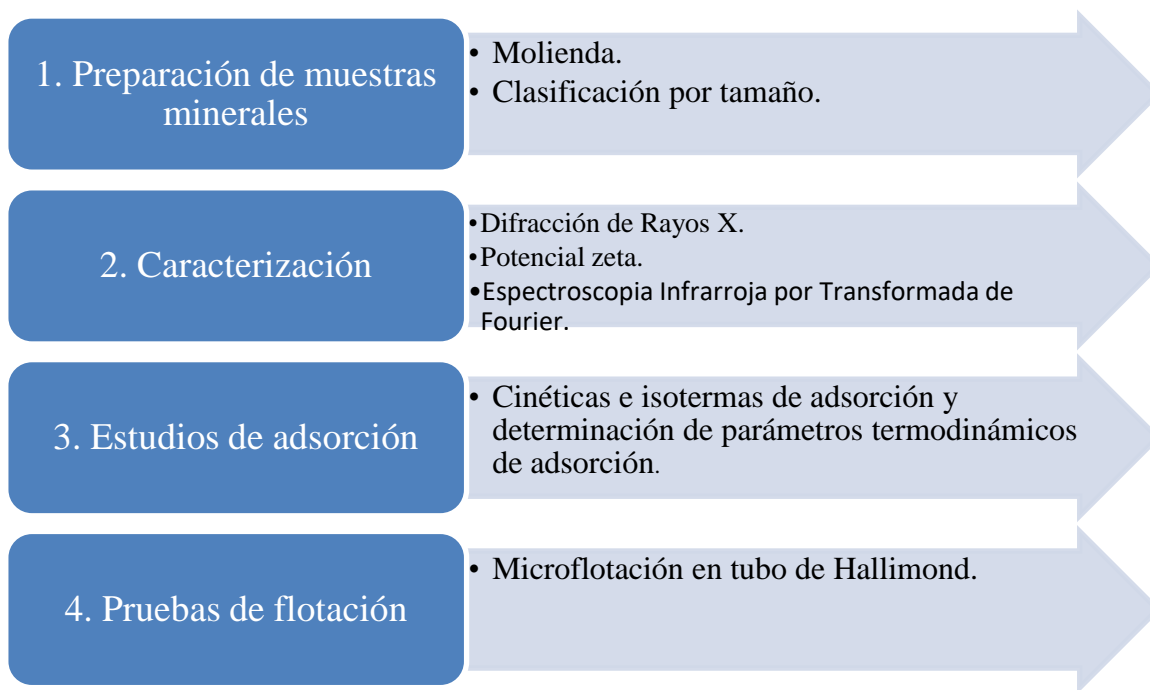 1. Preparación de muestras
minerales
• Molienda.
• Clasificación por tamaño.
2. Caracterización
•Difracción de Rayos X.
•Potencial zeta.
•Espectroscopia Infrarroja por Transformada de
Fourier.
3. Estudios de adsorción
• Cinéticas e isotermas de adsorción y
determinación de parámetros termodinámicos
de adsorción.
4. Pruebas de flotación
• Microflotación en tubo de Hallimond.